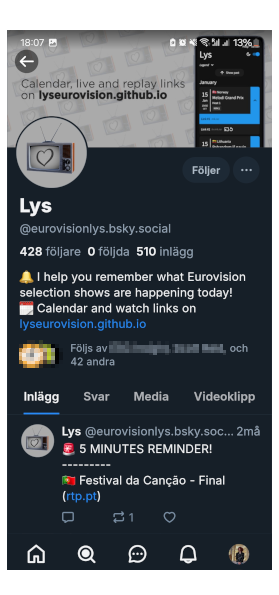 18:07
13%
Calendar, live and replay links
on lyseurovision.github.io
Lys
January
15
Norway
Melodi Grand Prix
15
Lithuania
Följer
Lys
@eurovisionlys.bsky.social
428 följare 0 följda 510 inlägg
🔔 I help you remember what Eurovision
selection shows are happening today!
📅 Calendar and watch links on
lyseurovision.github.io
Följs av och
42 andra
Inlägg Svar Media Videoklipp
Lys @eurovisionlys.bsky.soc... 2må
🚨 5 MINUTES REMINDER!
---------
🇵🇹 Festival da Canção - Final
(rtp.pt)
1